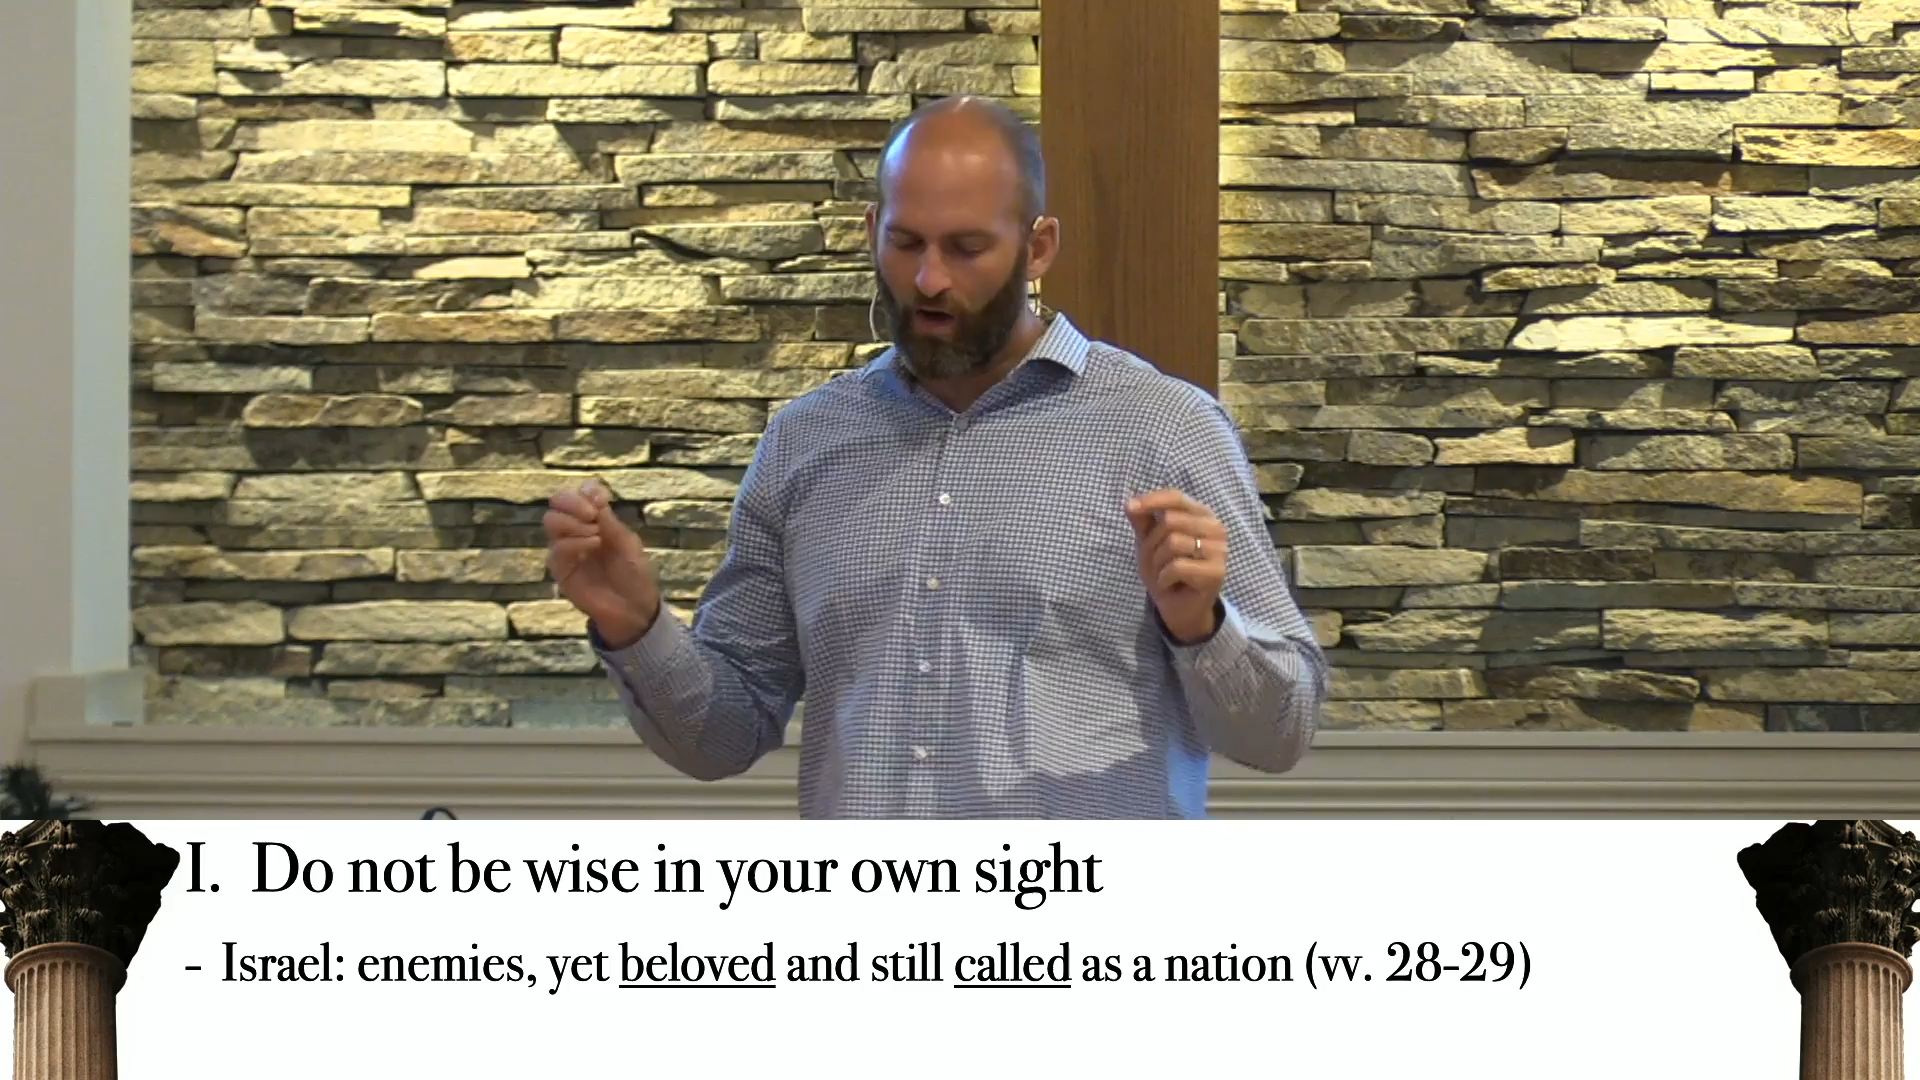 I. Do not be wise in your own sight
- Israel: enemies, yet beloved and still called as a nation (vv. 28-29)